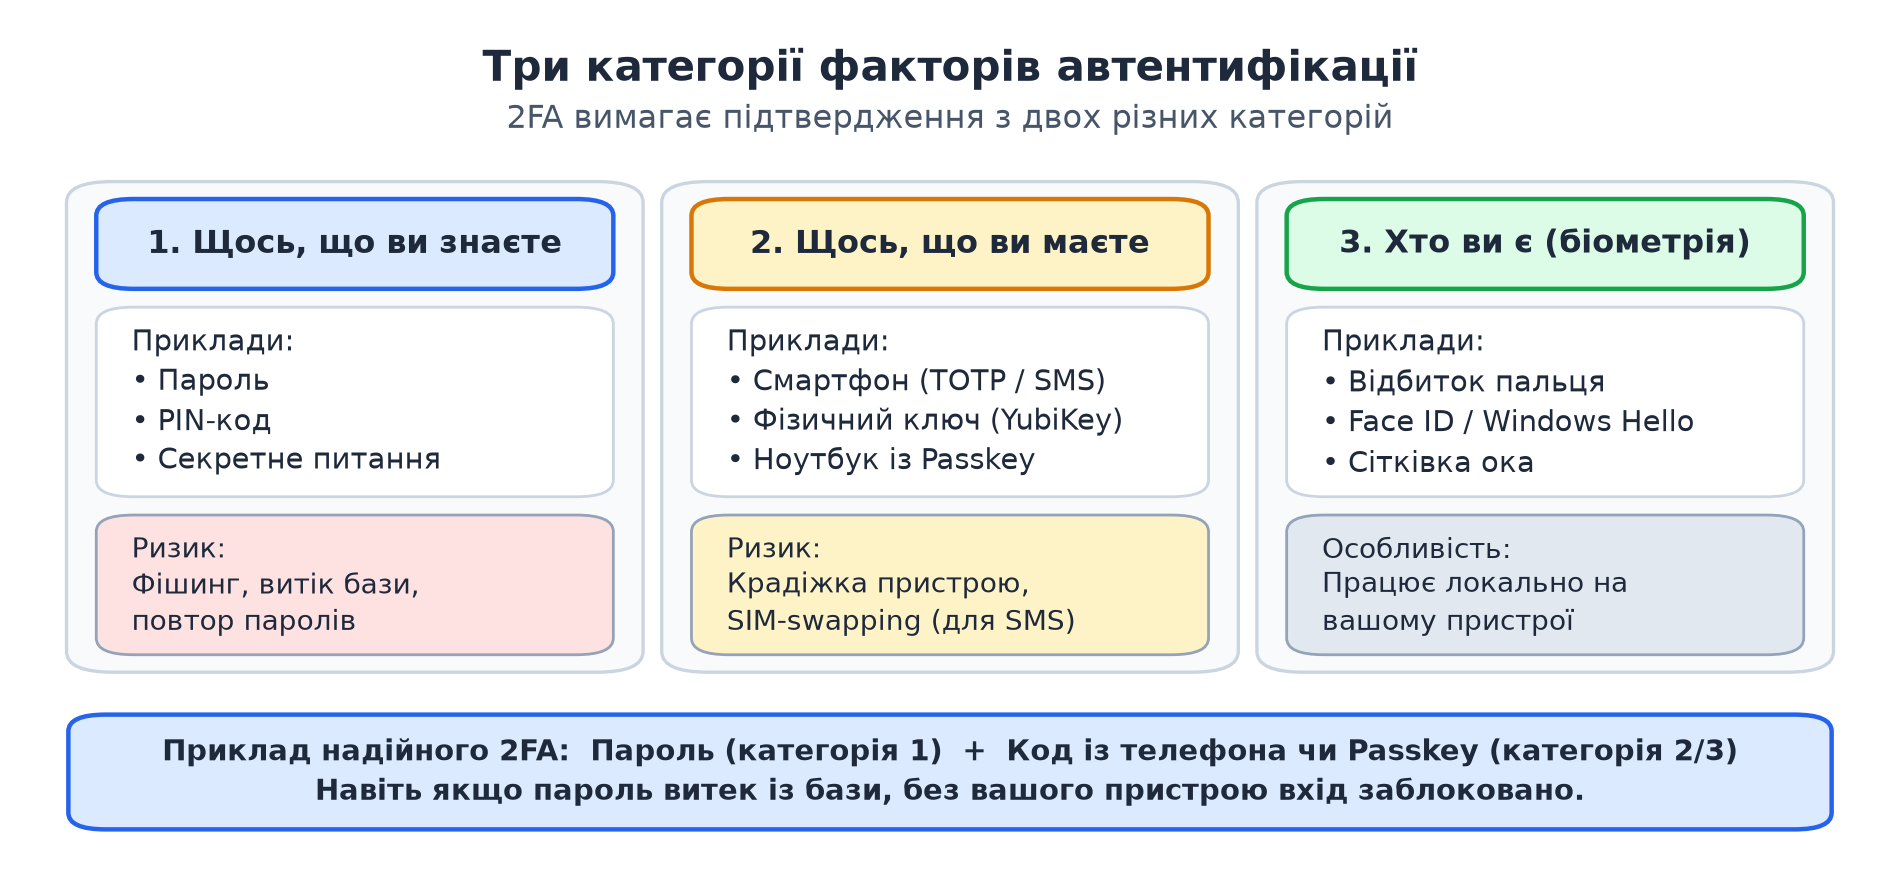 Три категорії факторів автентифікації
2FA вимагає підтвердження з двох різних категорій
1. Щось, що ви знаєте
Приклади:
• Пароль
• PIN-код
• Секретне питання
Ризик:
Фішинг, витік бази,
повтор паролів
2. Щось, що ви маєте
Приклади:
• Смартфон (TOTP / SMS)
• Фізичний ключ (YubiKey)
• Ноутбук із Passkey
Ризик:
Крадіжка пристрою,
SIM-swapping (для SMS)
3. Хто ви є (біометрія)
Приклади:
• Відбиток пальця
• Face ID / Windows Hello
• Сітківка ока
Особливість:
Працює локально на
вашому пристрої
Приклад надійного 2FA: Пароль (категорія 1) + Код із телефона чи Passkey (категорія 2/3)
Навіть якщо пароль витек із бази, без вашого пристрою вхід заблоковано.